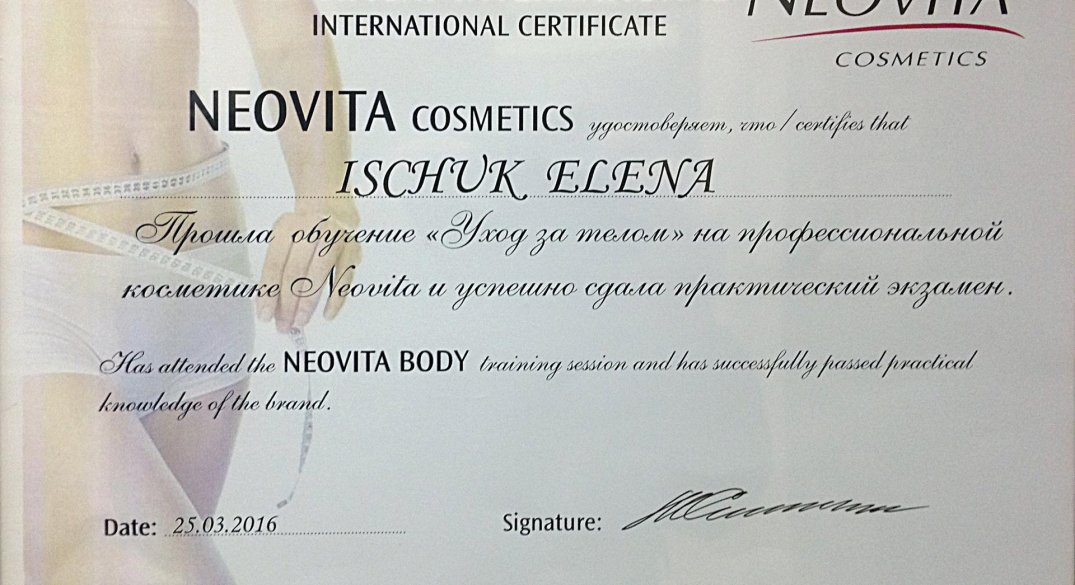 INTERNATIONAL CERTIFICATE
NEOVITA
COSMETICS
NEOVITA COSMETICS удостоверяет, что / certifies that
ISCHUK ELENA
Прошла обучение «Уход за телом» на профессиональной
косметике Neovita и успешно сдала практический экзамен.
Has attended the NEOVITA BODY training session and has successfully passed practical
knowledge of the brand.
Date: 25.03.2016
Signature: